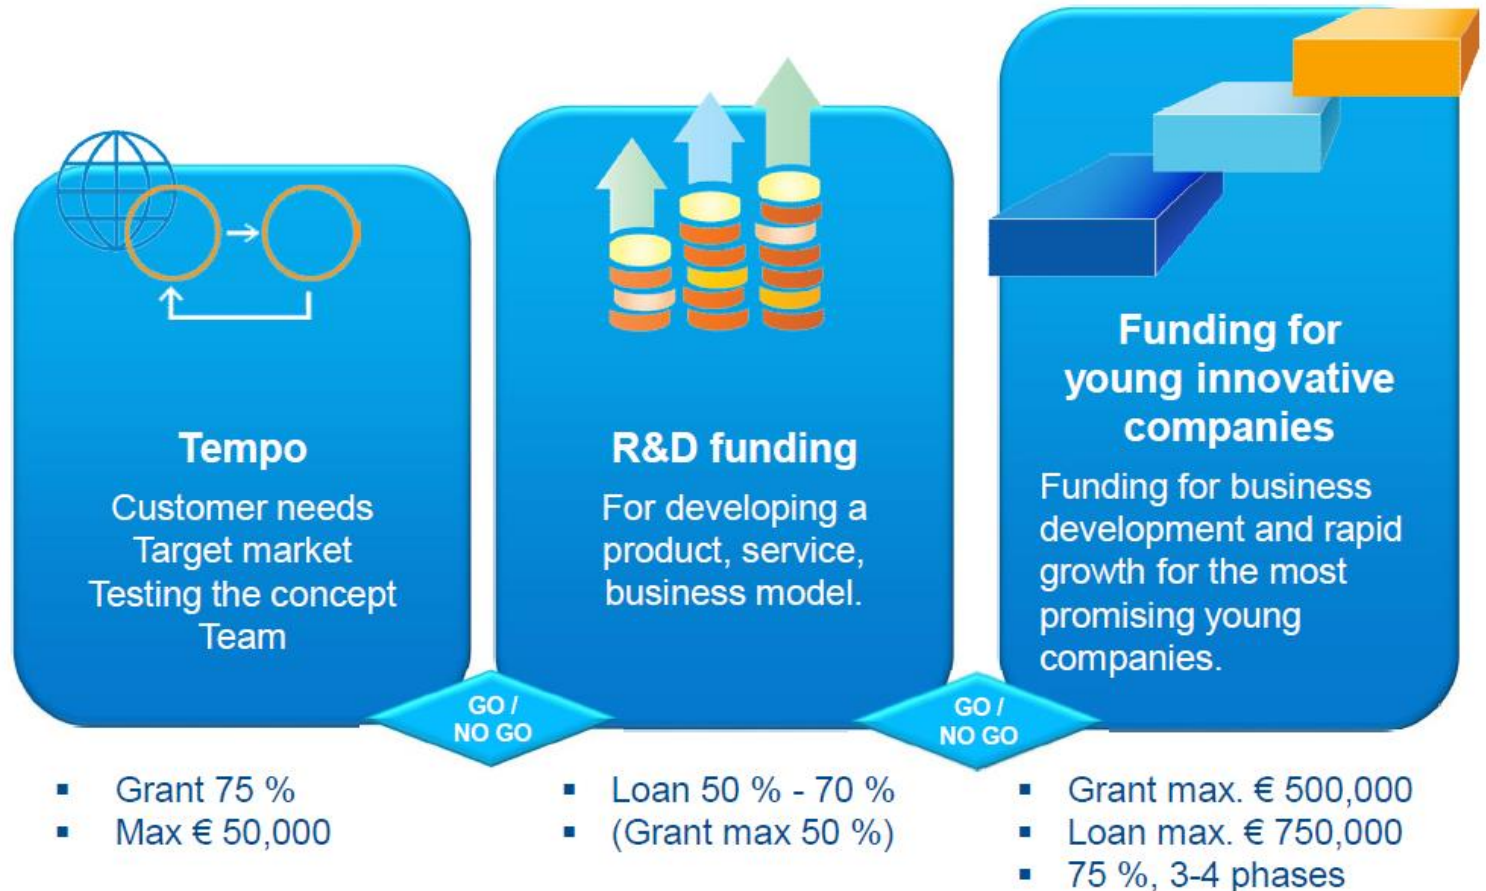 Tempo
Customer needs
Target market
Testing the concept
Team
GO /
NO GO
▪ Grant 75 %
▪ Max € 50,000
R&D funding
For developing a
product, service,
business model.
GO /
NO GO
▪ Loan 50 % - 70 %
▪ (Grant max 50 %)
Funding for
young innovative
companies
Funding for business
development and rapid
growth for the most
promising young
companies.
▪ Grant max. € 500,000
▪ Loan max. € 750,000
▪ 75 %, 3-4 phases